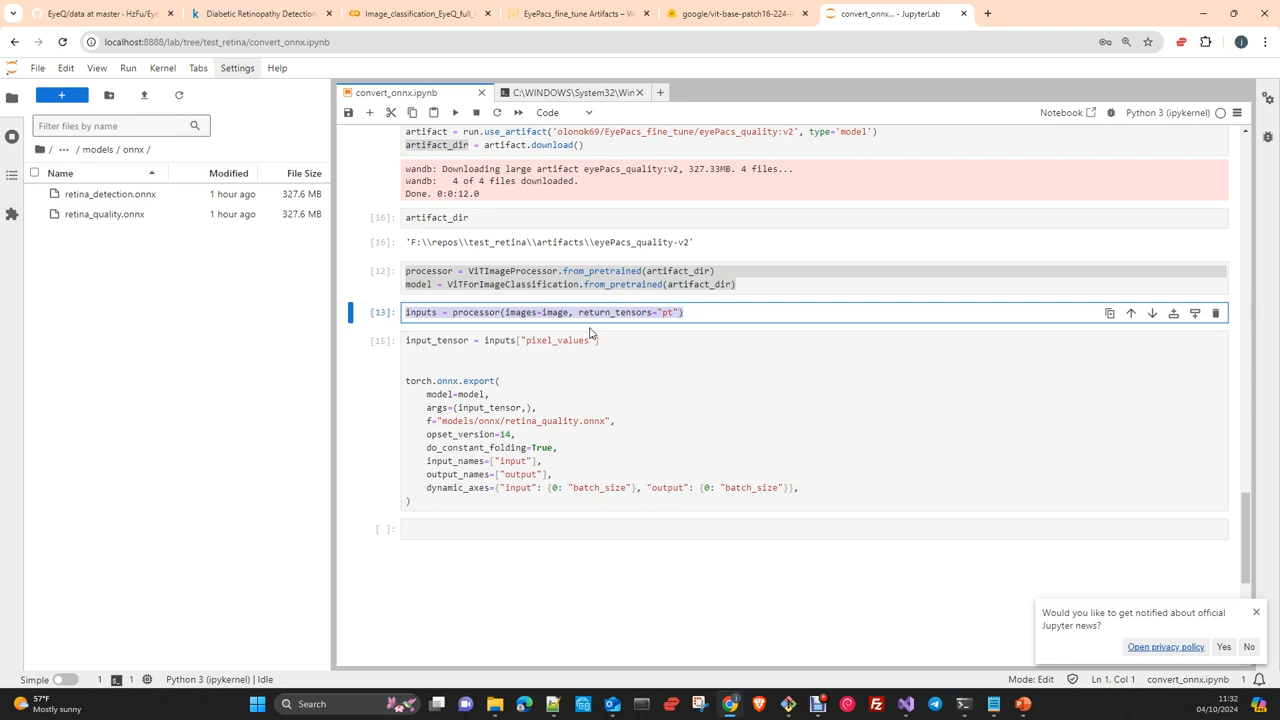 EyeQ/data at master · HzFu/Eye
Diabetic Retinopathy Detection
Image_classification_EyeQ_full_
EyePacs_fine_tune Artifacts – W
google/vit-base-patch16-224-i
convert_onnx... - JupyterLab
localhost:8888/lab/tree/test_retina/convert_onnx.ipynb
File Edit View Run Kernel Tabs Settings Help
convert_onnx.ipynb
C:\WINDOWS\System32\Win
Code
Notebook
Python 3 (ipykernel)
Filter files by name
/ ··· / models / onnx /
Name Modified File Size
retina_detection.onnx 1 hour ago 327.6 MB
retina_quality.onnx 1 hour ago 327.6 MB
artifact = run.use_artifact('olonok69/EyePacs_fine_tune/eyePacs_quality:v2', type='model')
artifact_dir = artifact.download()
wandb: Downloading large artifact eyePacs_quality:v2, 327.33MB. 4 files...
wandb:   4 of 4 files downloaded.
Done. 0:0:12.0
[16]: artifact_dir
[16]: 'F:\\repos\\test_retina\\artifacts\\eyePacs_quality-v2'
[12]: processor = ViTImageProcessor.from_pretrained(artifact_dir)
model = ViTForImageClassification.from_pretrained(artifact_dir)
[13]: inputs = processor(images=image, return_tensors="pt")
[15]: input_tensor = inputs["pixel_values"]
torch.onnx.export(
model=model,
args=(input_tensor,),
f="models/onnx/retina_quality.onnx",
opset_version=14,
do_constant_folding=True,
input_names=["input"],
output_names=["output"],
dynamic_axes={"input": {0: "batch_size"}, "output": {0: "batch_size"}},
)
[ ]:
Would you like to get notified about official
Jupyter news?
Open privacy policy Yes No
Simple 1 1 Python 3 (ipykernel) | Idle
Mode: Edit Ln 1, Col 1 convert_onnx.ipynb 1
57°F
Mostly sunny
Search
11:32
04/10/2024